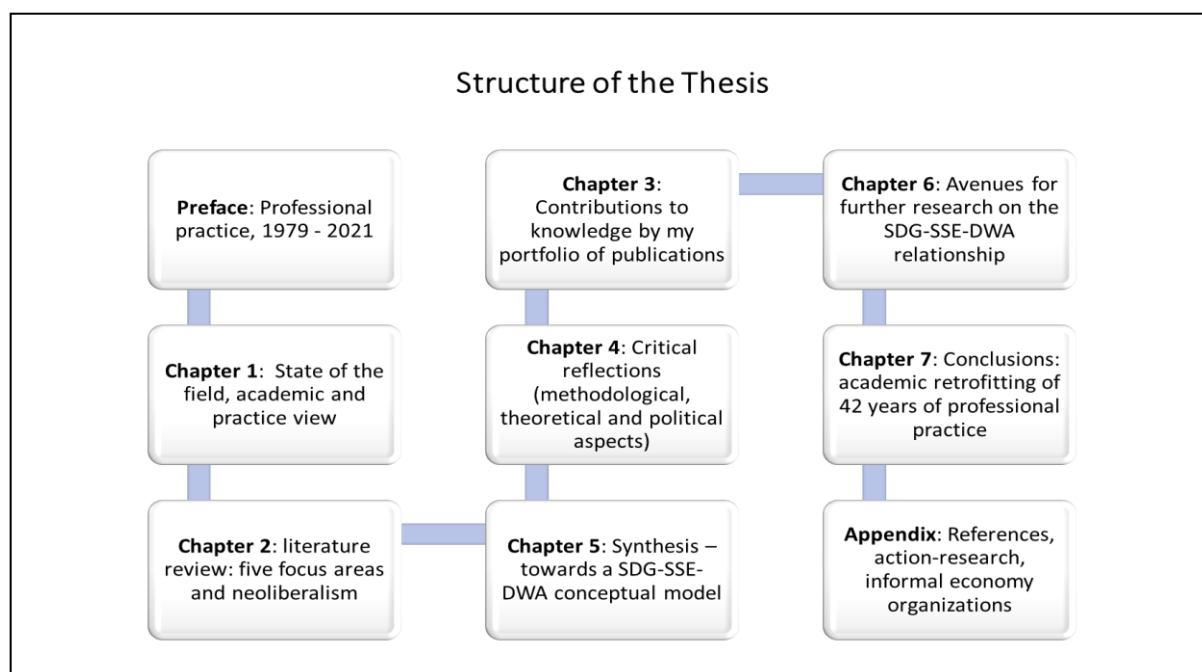 Structure of the Thesis
Preface: Professional
practice, 1979 - 2021
Chapter 1: State of the
field, academic and
practice view
Chapter 2: literature
review: five focus areas
and neoliberalism
Chapter 3:
Contributions to
knowledge by my
portfolio of publications
Chapter 4: Critical
reflections
(methodological,
theoretical and political
aspects)
Chapter 5: Synthesis –
towards a SDG-SSE-
DWA conceptual model
Chapter 6: Avenues for
further research on the
SDG-SSE-DWA
relationship
Chapter 7: Conclusions:
academic retrofitting of
42 years of professional
practice
Appendix: References,
action-research,
informal economy
organizations